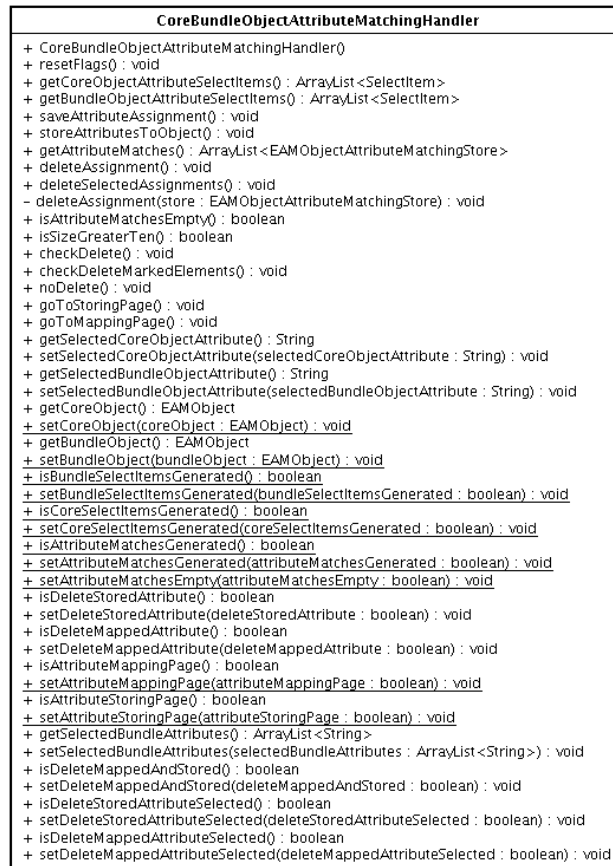 CoreBundleObjectAttributeMatchingHandler
+ CoreBundleObjectAttributeMatchingHandler()
+ resetFlags() : void
+ getCoreObjectAttributeSelectItems() : ArrayList<SelectItem>
+ getBundleObjectAttributeSelectItems() : ArrayList<SelectItem>
+ saveAttributeAssignment() : void
+ storeAttributesToObject() : void
+ getAttributeMatches() : ArrayList<EAMObjectAttributeMatchingStore>
+ deleteAssignment() : void
+ deleteSelectedAssignments() : void
- deleteAssignment(store : EAMObjectAttributeMatchingStore) : void
+ isAttributeMatchesEmpty() : boolean
+ isSizeGreaterTen() : boolean
+ checkDelete() : void
+ checkDeleteMarkedElements() : void
+ noDelete() : void
+ goToStoringPage() : void
+ goToMappingPage() : void
+ getSelectedCoreObjectAttribute() : String
+ setSelectedCoreObjectAttribute(selectedCoreObjectAttribute : String) : void
+ getSelectedBundleObjectAttribute() : String
+ setSelectedBundleObjectAttribute(selectedBundleObjectAttribute : String) : void
+ getCoreObject() : EAMObject
+ setCoreObject(coreObject : EAMObject) : void
+ getBundleObject() : EAMObject
+ setBundleObject(bundleObject : EAMObject) : void
+ isBundleSelectItemsGenerated() : boolean
+ setBundleSelectItemsGenerated(bundleSelectItemsGenerated : boolean) : void
+ isCoreSelectItemsGenerated() : boolean
+ setCoreSelectItemsGenerated(coreSelectItemsGenerated : boolean) : void
+ isAttributeMatchesGenerated() : boolean
+ setAttributeMatchesGenerated(attributeMatchesGenerated : boolean) : void
+ setAttributeMatchesEmpty(attributeMatchesEmpty : boolean) : void
+ isDeleteStoredAttribute() : boolean
+ setDeleteStoredAttribute(deleteStoredAttribute : boolean) : void
+ isDeleteMappedAttribute() : boolean
+ setDeleteMappedAttribute(deleteMappedAttribute : boolean) : void
+ isAttributeMappingPage() : boolean
+ setAttributeMappingPage(attributeMappingPage : boolean) : void
+ isAttributeStoringPage() : boolean
+ setAttributeStoringPage(attributeStoringPage : boolean) : void
+ getSelectedBundleAttributes() : ArrayList<String>
+ setSelectedBundleAttributes(selectedBundleAttributes : ArrayList<String>) : void
+ isDeleteMappedAndStored() : boolean
+ setDeleteMappedAndStored(deleteMappedAndStored : boolean) : void
+ isDeleteStoredAttributeSelected() : boolean
+ setDeleteStoredAttributeSelected(deleteStoredAttributeSelected : boolean) : void
+ isDeleteMappedAttributeSelected() : boolean
+ setDeleteMappedAttributeSelected(deleteMappedAttributeSelected : boolean) : void